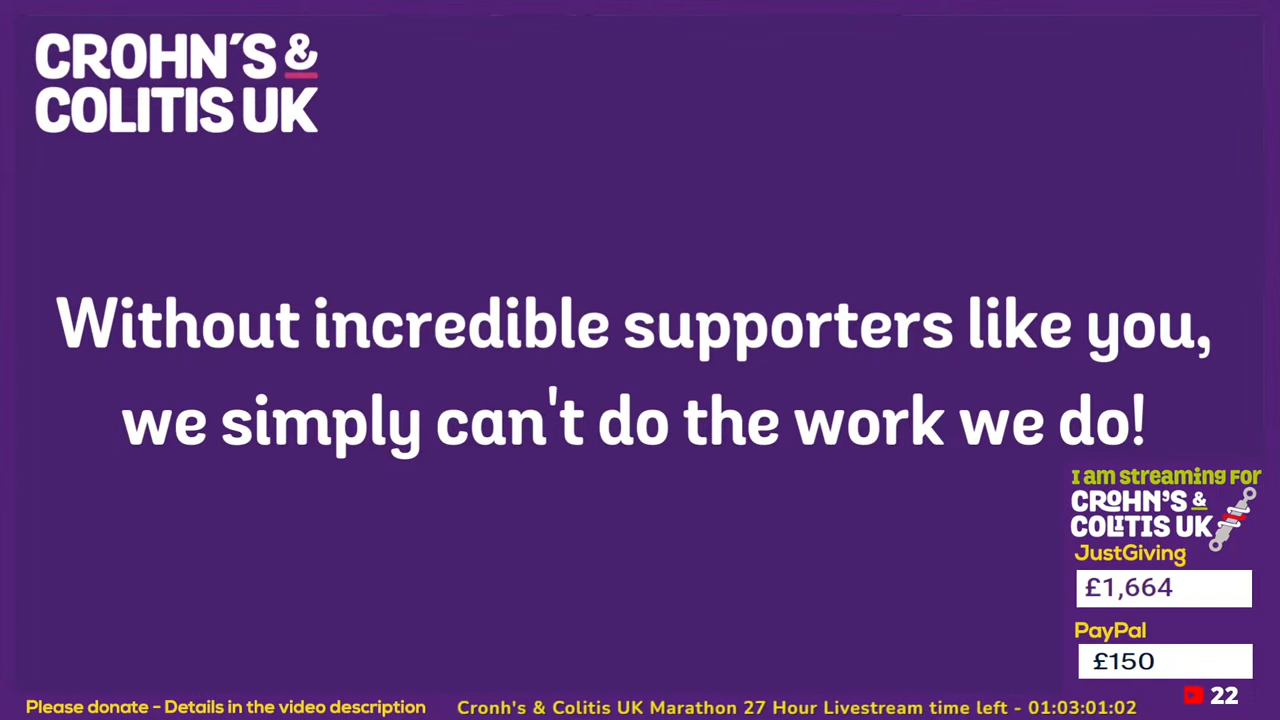 CROHN'S &
COLITIS UK
Without incredible supporters like you,
we simply can't do the work we do!
I am streaming for
CROHN'S &
COLITIS UK
JustGiving
£1,664
PayPal
£150
22
Please donate - Details in the video description
Cronh's & Colitis UK Marathon 27 Hour Livestream time left - 01:03:01:02